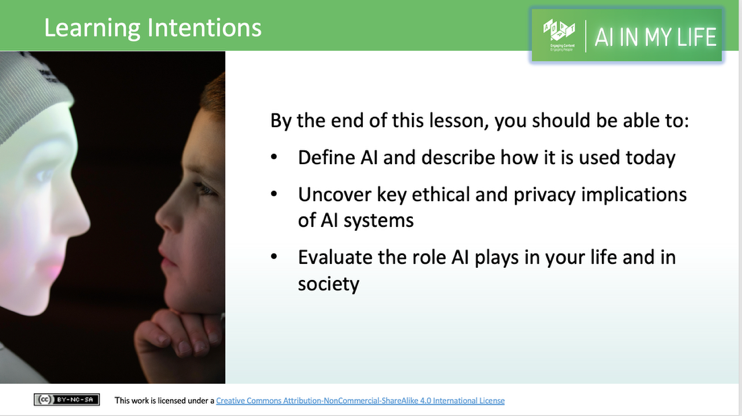 Learning Intentions
AI IN MY LIFE
By the end of this lesson, you should be able to:
• Define AI and describe how it is used today
• Uncover key ethical and privacy implications
of AI systems
• Evaluate the role AI plays in your life and in
society
(cc) BY-NC-SA
This work is licensed under a Creative Commons Attribution-NonCommercial-ShareAlike 4.0 International License